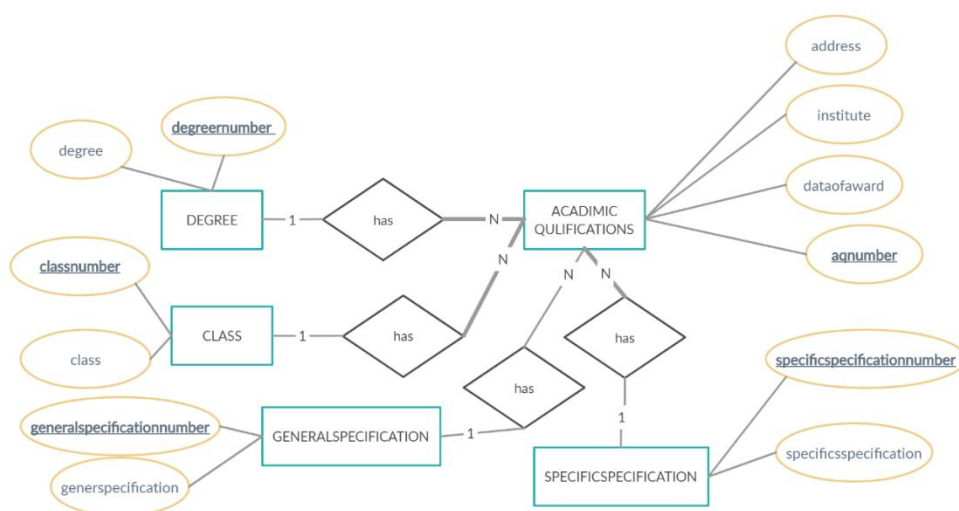 address
degreernumber
institute
degree
dataofaward
DEGREE
1
has
N
ACADIMIC
QULIFICATIONS
classnumber
aqnumber
N
N
N
CLASS
1
has
has
class
specificspecificationnumber
has
generalspecificationnumber
1
GENERALSPECIFICATION
1
specificsspecification
SPECIFICSPECIFICATION
generspecification